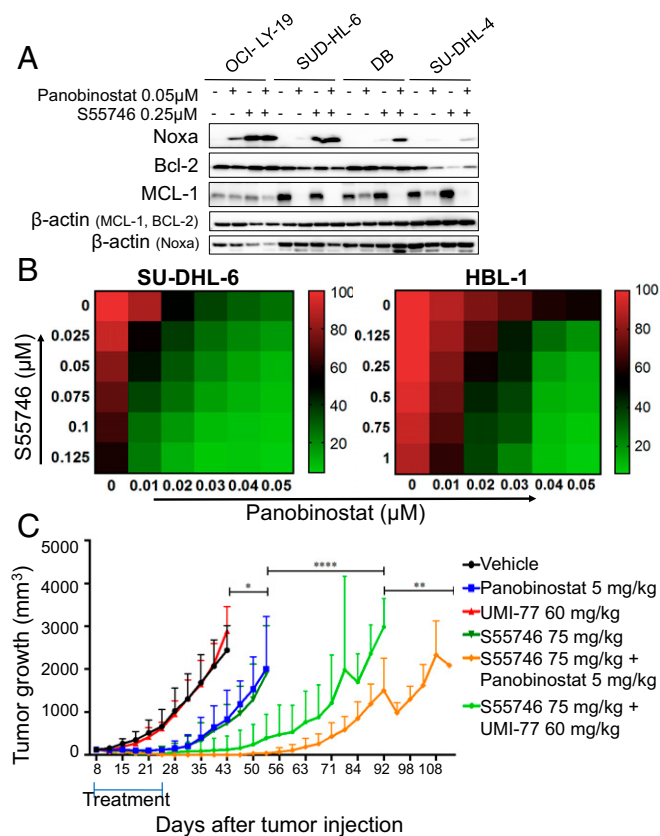 A
OCI- LY-19 SUD-HL-6 DB SU-DHL-4
Panobinostat 0.05µM - + - + - + - + - + - + - + - +
S55746 0.25µM - - + + - - + + - - + + - - + +
Noxa
Bcl-2
MCL-1
β-actin (MCL-1, BCL-2)
β-actin (Noxa)
B
SU-DHL-6 HBL-1
S55746 (µM)
0
0.025
0.05
0.075
0.1
0.125
0 0.01 0.02 0.03 0.04 0.05
100
80
60
40
20
0
0.125
0.25
0.5
0.75
1
0 0.01 0.02 0.03 0.04 0.05
100
80
60
40
20
Panobinostat (µM)
C
Tumor growth (mm³)
5000
4000
3000
2000
1000
0
* **** **
Vehicle
Panobinostat 5 mg/kg
UMI-77 60 mg/kg
S55746 75 mg/kg
S55746 75 mg/kg +
Panobinostat 5 mg/kg
S55746 75 mg/kg +
UMI-77 60 mg/kg
8 15 21 28 35 43 50 56 63 71 78 84 92 98 108
Treatment
Days after tumor injection